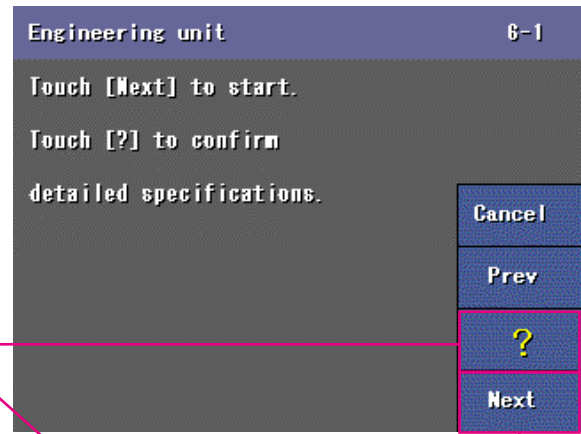 Engineering unit 6-1
Touch [Next] to start.
Touch [?] to confirm
detailed specifications.
Cancel
Prev
?
Next